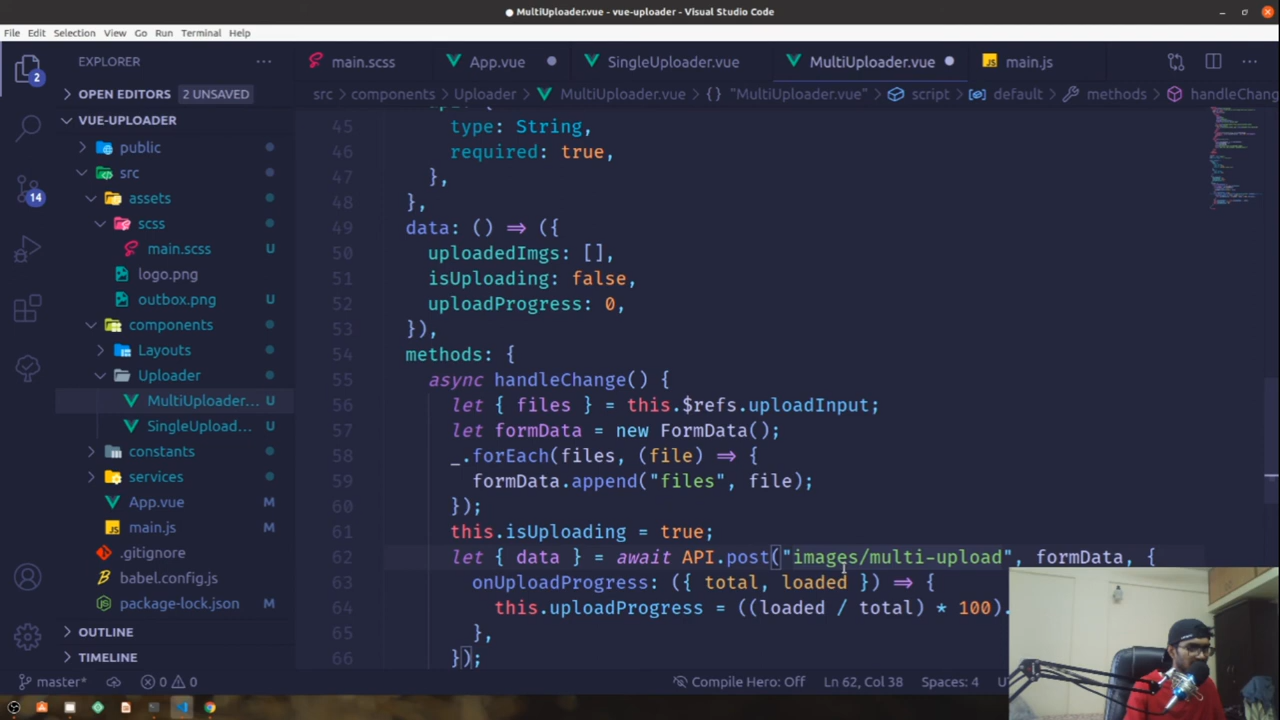 ● MultiUploader.vue - vue-uploader - Visual Studio Code
File Edit Selection View Go Run Terminal Help
EXPLORER
main.scss App.vue SingleUploader.vue MultiUploader.vue main.js
OPEN EDITORS 2 UNSAVED
src > components > Uploader > MultiUploader.vue > {} "MultiUploader.vue" > script > default > methods > handleChang
VUE-UPLOADER
public
src
assets
scss
main.scss U
logo.png
outbox.png U
components
Layouts
Uploader
MultiUploader... U
SingleUpload... U
constants
services
App.vue M
main.js M
.gitignore
babel.config.js
package-lock.json
OUTLINE
TIMELINE
2
14
45 type: String,
46 required: true,
47 },
48 },
49 data: () => ({
50 uploadedImgs: [],
51 isUploading: false,
52 uploadProgress: 0,
53 }),
54 methods: {
55 async handleChange() {
56 let { files } = this.$refs.uploadInput;
57 let formData = new FormData();
58 _.forEach(files, (file) => {
59 formData.append("files", file);
60 });
61 this.isUploading = true;
62 let { data } = await API.post("images/multi-upload", formData, {
63 onUploadProgress: ({ total, loaded }) => {
64 this.uploadProgress = ((loaded / total) * 100).
65 },
66 });
master* 0 0 Compile Hero: Off Ln 62, Col 38 Spaces: 4